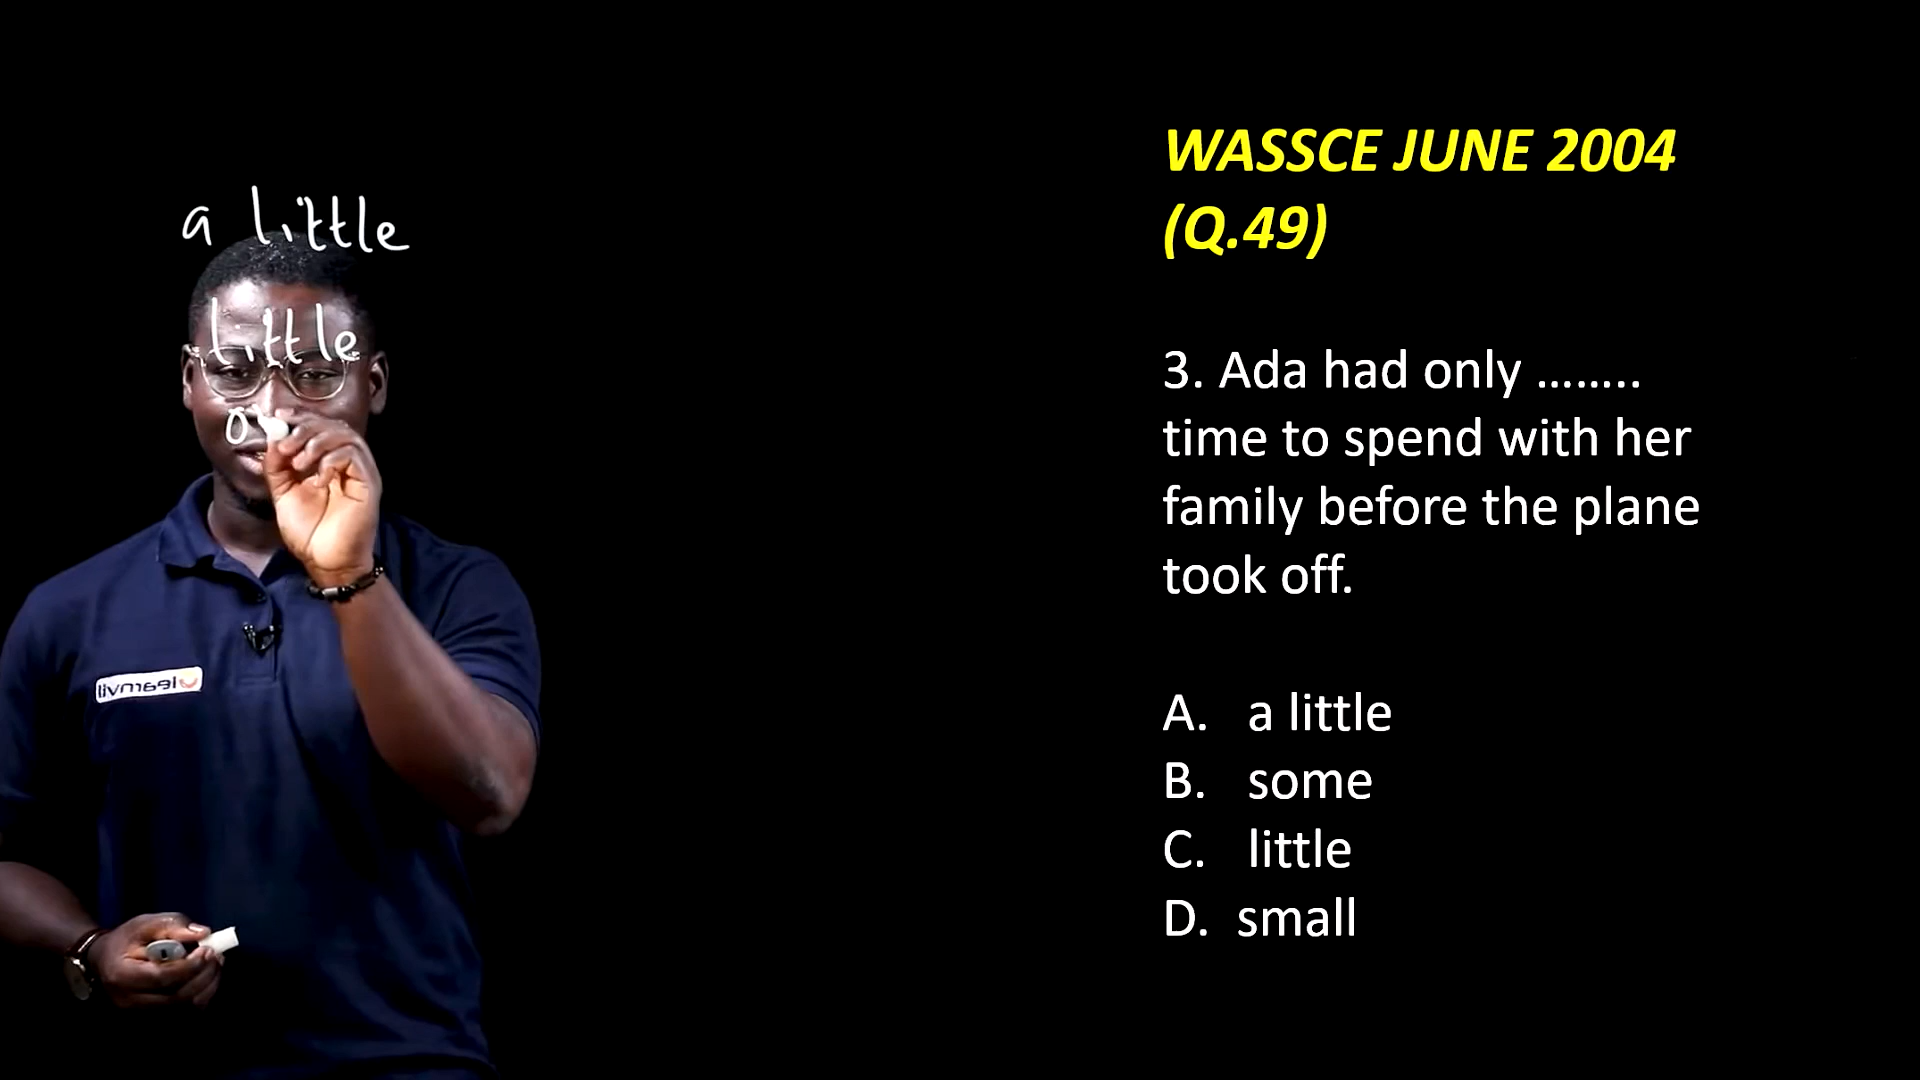 a little
little
o
WASSCE JUNE 2004
(Q.49)
3. Ada had only ……..
time to spend with her
family before the plane
took off.
A. a little
B. some
C. little
D. small
learnvil